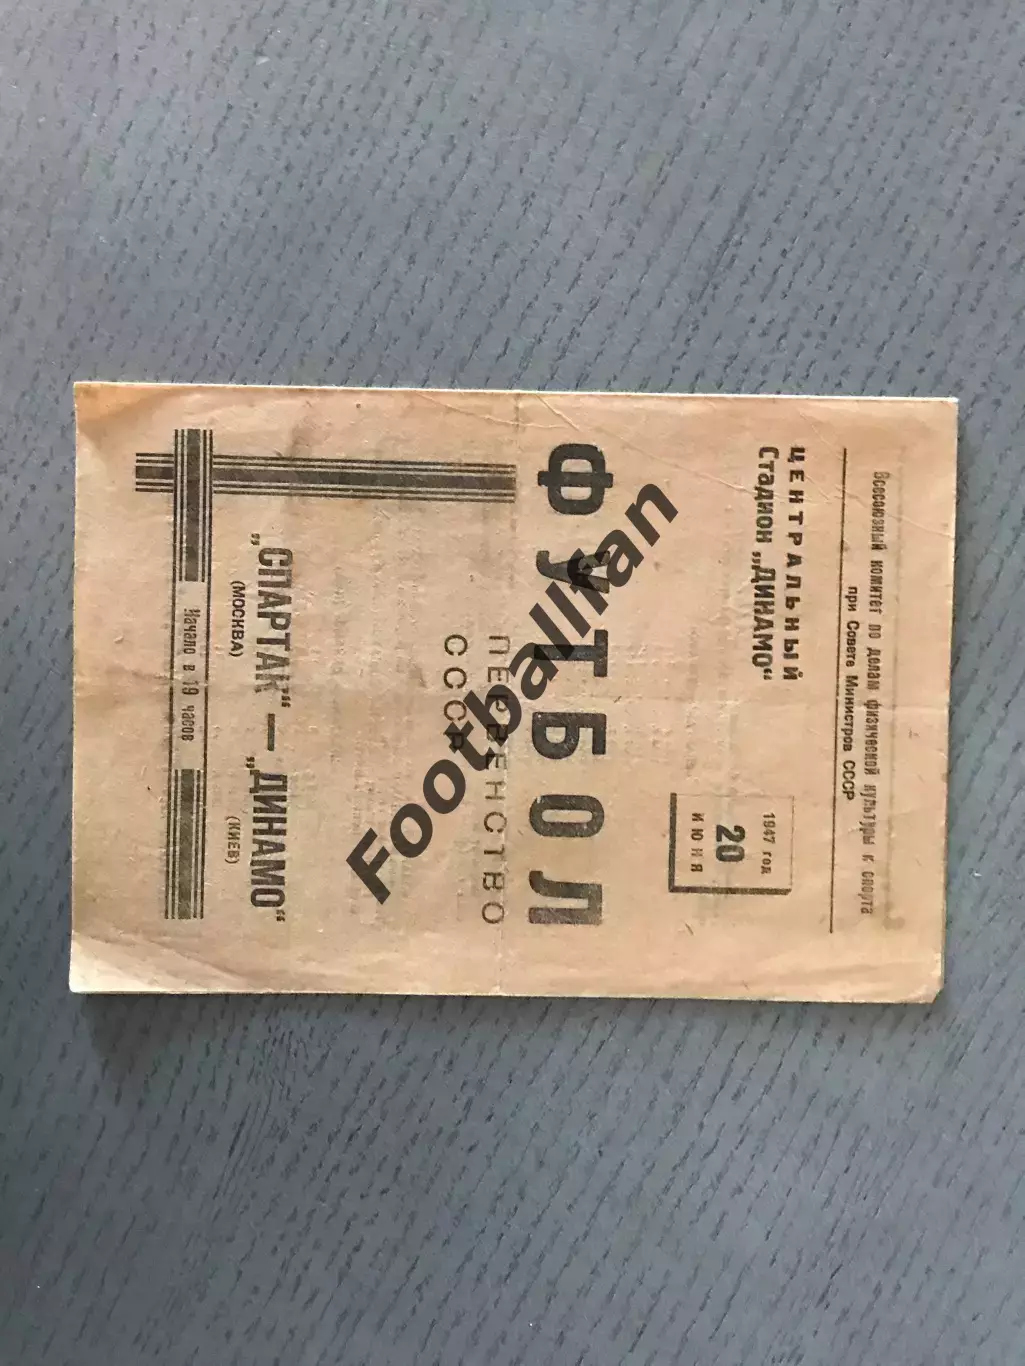 Всесоюзный комитет по делам физической культуры и спорта
при Совете Министров СССР
ЦЕНТРАЛЬНЫЙ
Стадион „ДИНАМО“
1947 год
20
ИЮНЯ
ФУТБОЛ
ПЕРВЕНСТВО
СССР
„СПАРТАК“ — „ДИНАМО“
(МОСКВА) (КИЕВ)
Начало в 19 часов
Footballfan